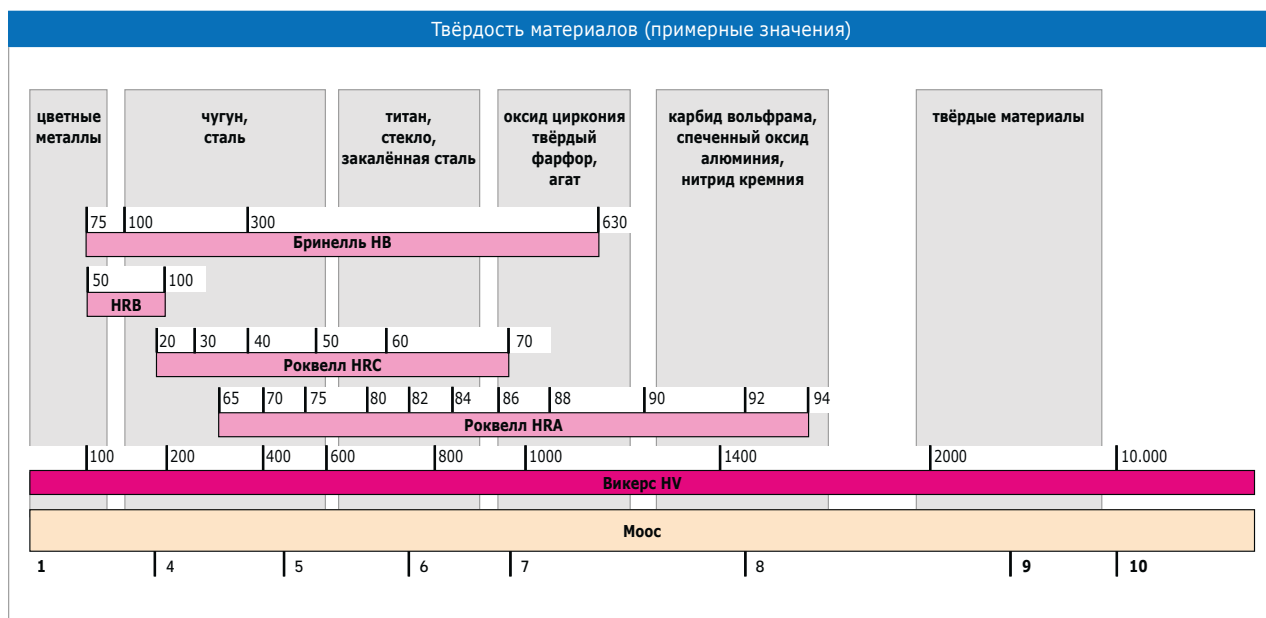 Твёрдость материалов (примерные значения)
цветные
металлы
чугун,
сталь
титан,
стекло,
закалённая сталь
оксид циркония
твёрдый
фарфор,
агат
карбид вольфрама,
спеченный оксид
алюминия,
нитрид кремния
твёрдые материалы
75 100 300 630
Бринелль HB
50 100
HRB
20 30 40 50 60 70
Роквелл HRC
65 70 75 80 82 84 86 88 90 92 94
Роквелл HRA
100 200 400 600 800 1000 1400 2000 10.000
Викерс HV
Моос
1 4 5 6 7 8 9 10